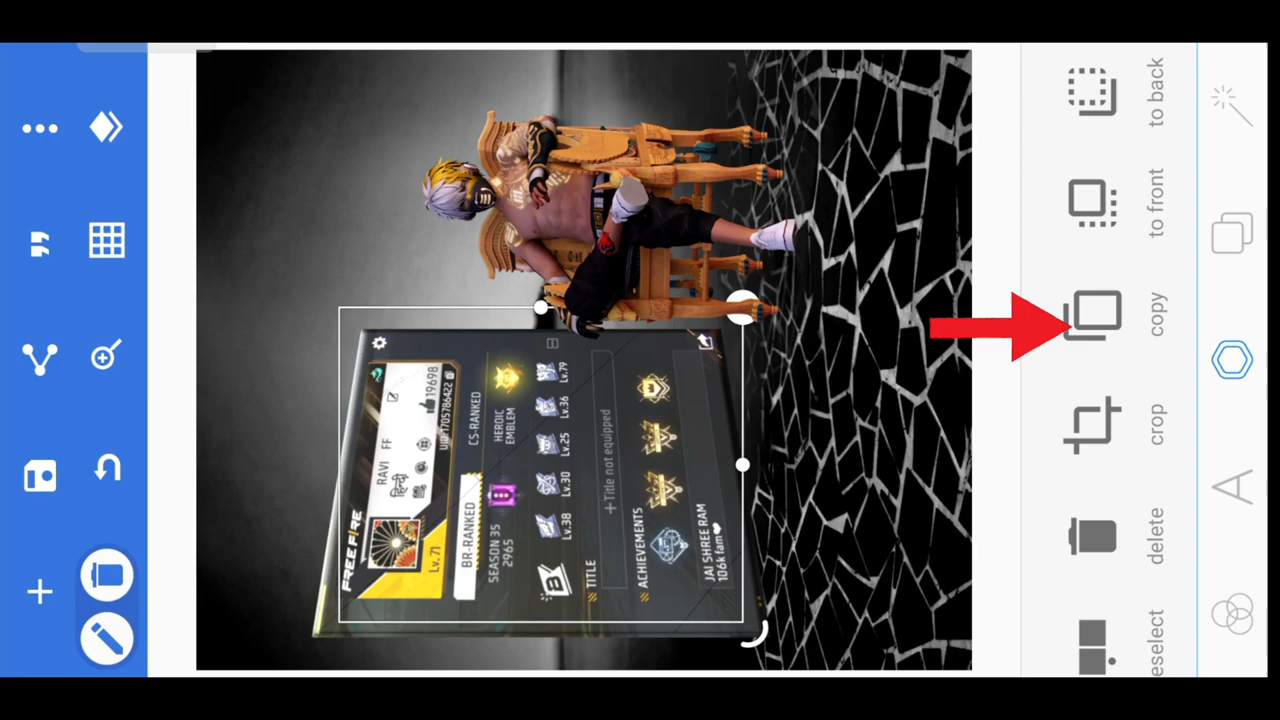 FREE FIRE
RAVI FF
हिन्दी
19698
Lv. 71
UID:1705786422
BR-RANKED CS-RANKED
SEASON 35 HEROIC
2965 EMBLEM
B Lv.38 Lv.30 Lv.25 Lv.36 Lv.79
TITLE
+Title not equipped
ACHIEVEMENTS
JAI SHREE RAM
106k fam❤
eselect delete crop copy to front to back
A